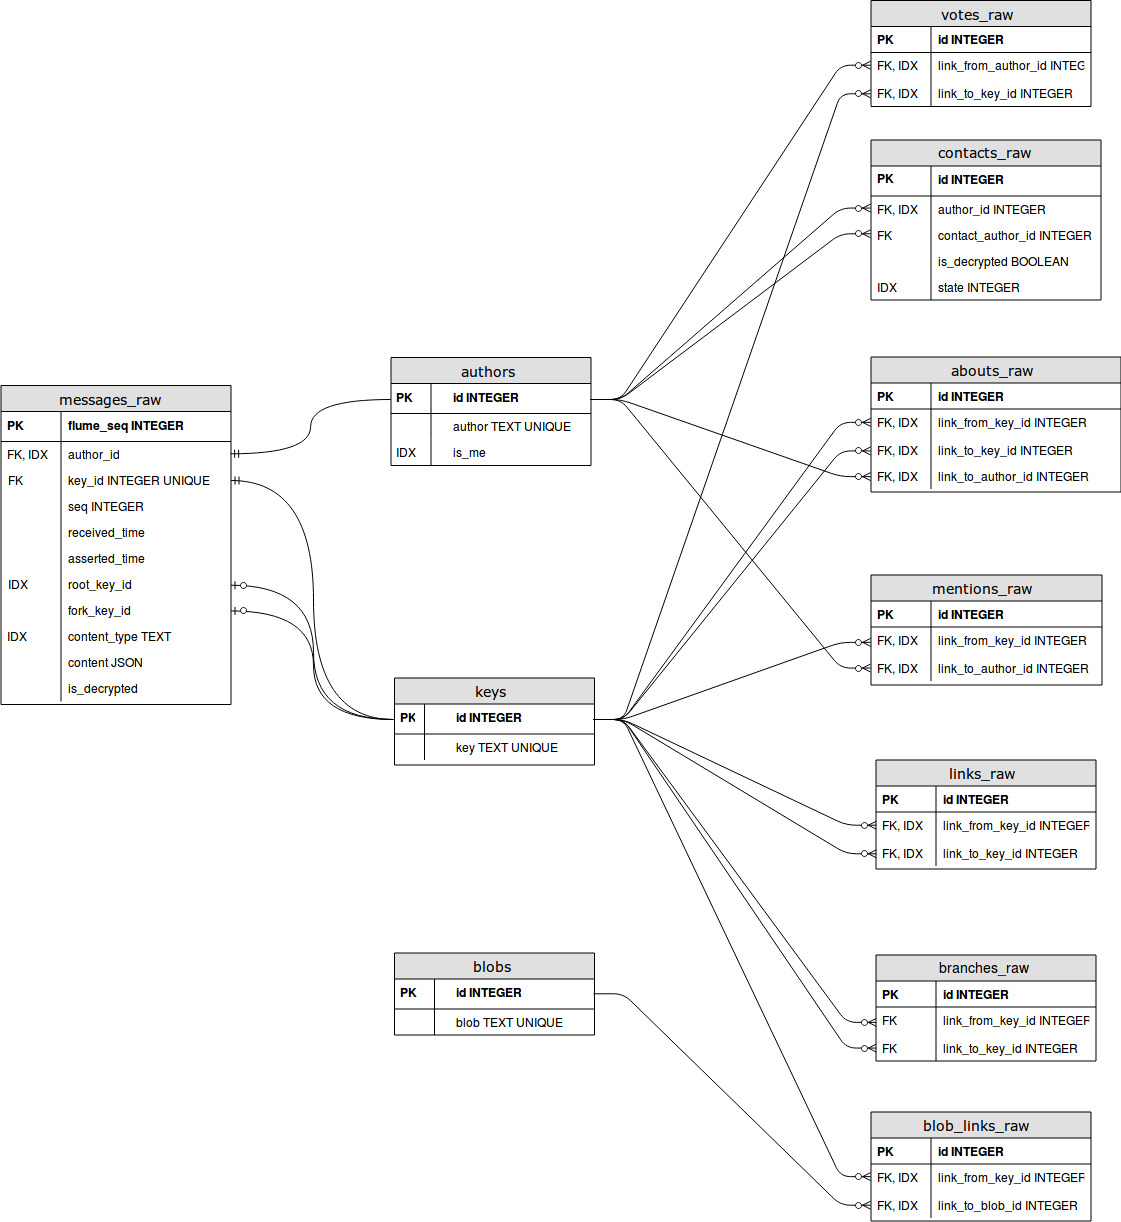 votes_raw
PK id INTEGER
FK, IDX link_from_author_id INTEG
FK, IDX link_to_key_id INTEGER
contacts_raw
PK id INTEGER
FK, IDX author_id INTEGER
FK contact_author_id INTEGER
is_decrypted BOOLEAN
IDX state INTEGER
authors
PK id INTEGER
author TEXT UNIQUE
IDX is_me
messages_raw
PK flume_seq INTEGER
FK, IDX author_id
FK key_id INTEGER UNIQUE
seq INTEGER
received_time
asserted_time
IDX root_key_id
fork_key_id
IDX content_type TEXT
content JSON
is_decrypted
abouts_raw
PK id INTEGER
FK, IDX link_from_key_id INTEGER
FK, IDX link_to_key_id INTEGER
FK, IDX link_to_author_id INTEGER
mentions_raw
PK id INTEGER
FK, IDX link_from_key_id INTEGER
FK, IDX link_to_author_id INTEGER
keys
PK id INTEGER
key TEXT UNIQUE
links_raw
PK id INTEGER
FK, IDX link_from_key_id INTEGER
FK, IDX link_to_key_id INTEGER
blobs
PK id INTEGER
blob TEXT UNIQUE
branches_raw
PK id INTEGER
FK link_from_key_id INTEGER
FK link_to_key_id INTEGER
blob_links_raw
PK id INTEGER
FK, IDX link_from_key_id INTEGER
FK, IDX link_to_blob_id INTEGER